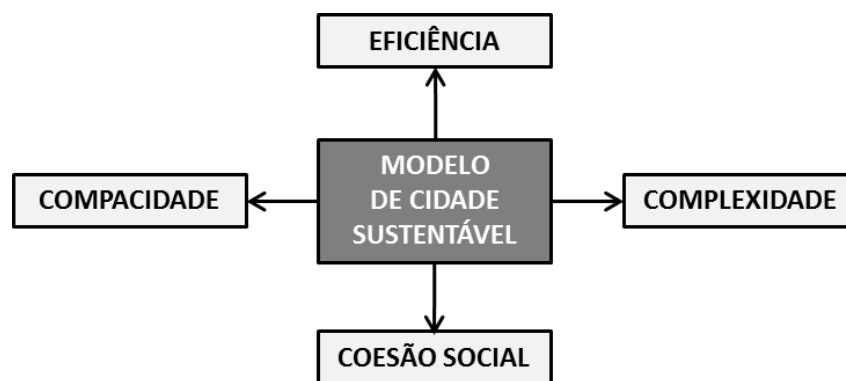 EFICIÊNCIA
COMPACIDADE
MODELO
DE CIDADE
SUSTENTÁVEL
COMPLEXIDADE
COESÃO SOCIAL